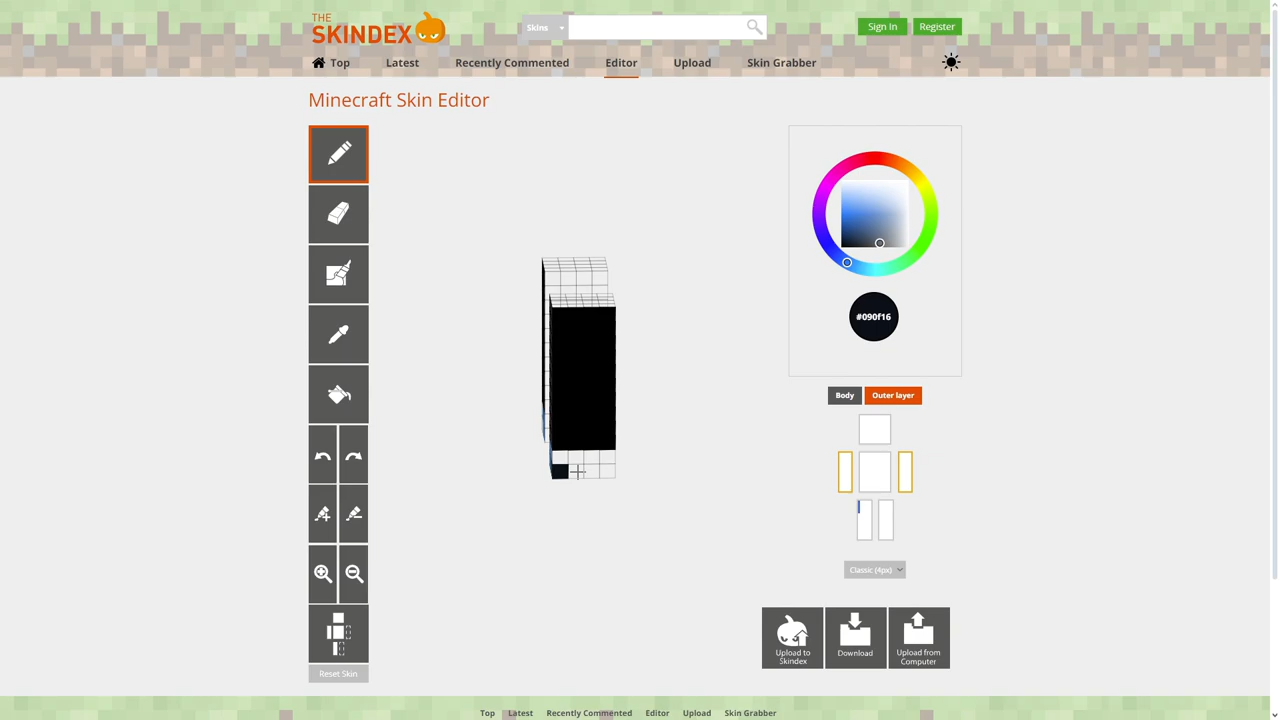 THE
SKINDEX
Skins
Sign In
Register
Top
Latest
Recently Commented
Editor
Upload
Skin Grabber
Minecraft Skin Editor
#090f16
Body
Outer layer
Classic (4px)
Upload to
Skindex
Download
Upload from
Computer
Reset Skin
Top
Latest
Recently Commented
Editor
Upload
Skin Grabber